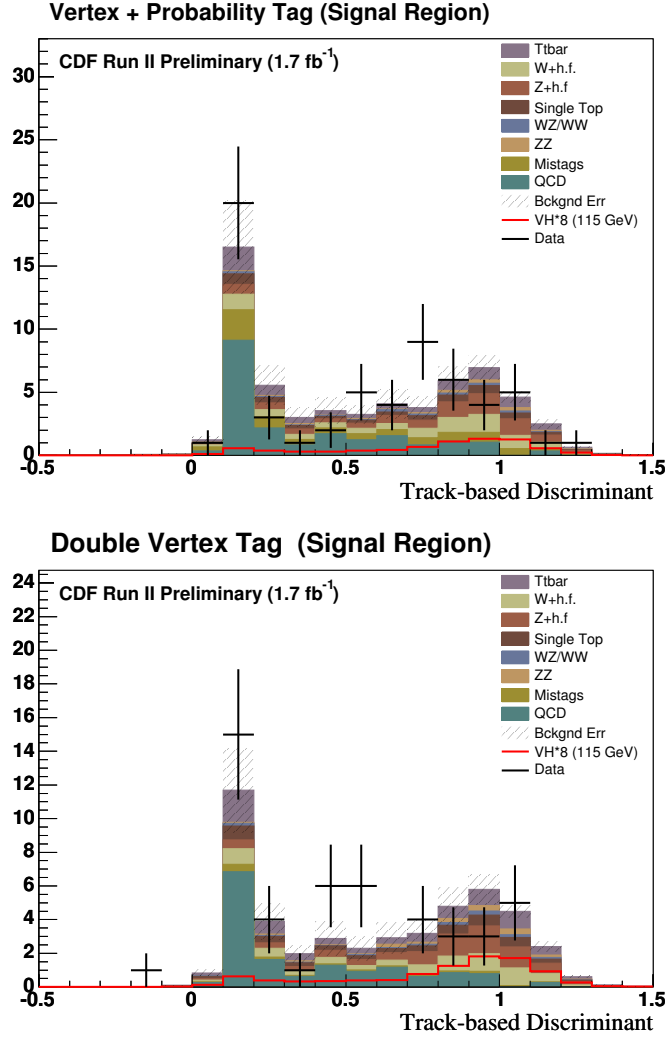 Vertex + Probability Tag (Signal Region)
CDF Run II Preliminary (1.7 fb-1)
Ttbar
W+h.f.
Z+h.f
Single Top
WZ/WW
ZZ
Mistags
QCD
Bckgnd Err
VH*8 (115 GeV)
Data
30
25
20
15
10
5
0
-0.5 0 0.5 1 1.5
Track-based Discriminant
Double Vertex Tag (Signal Region)
CDF Run II Preliminary (1.7 fb-1)
Ttbar
W+h.f.
Z+h.f
Single Top
WZ/WW
ZZ
Mistags
QCD
Bckgnd Err
VH*8 (115 GeV)
Data
24
22
20
18
16
14
12
10
8
6
4
2
0
-0.5 0 0.5 1 1.5
Track-based Discriminant